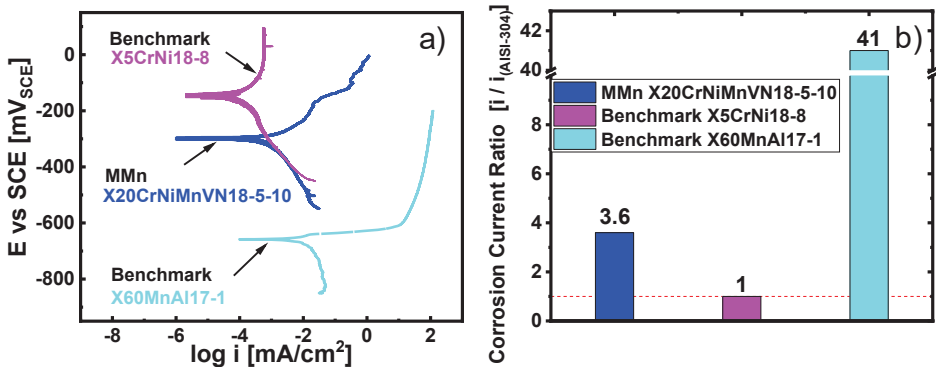 a)
Benchmark
X5CrNi18-8
MMn
X20CrNiMnVN18-5-10
Benchmark
X60MnAl17-1
E vs SCE [mV_SCE]
0
-200
-400
-600
-800
-8
-6
-4
-2
0
2
log i [mA/cm²]
b)
Corrosion Current Ratio [i / i(AISI-304)]
42
40
8
6
4
2
0
41
MMn X20CrNiMnVN18-5-10
Benchmark X5CrNi18-8
Benchmark X60MnAl17-1
3.6
1